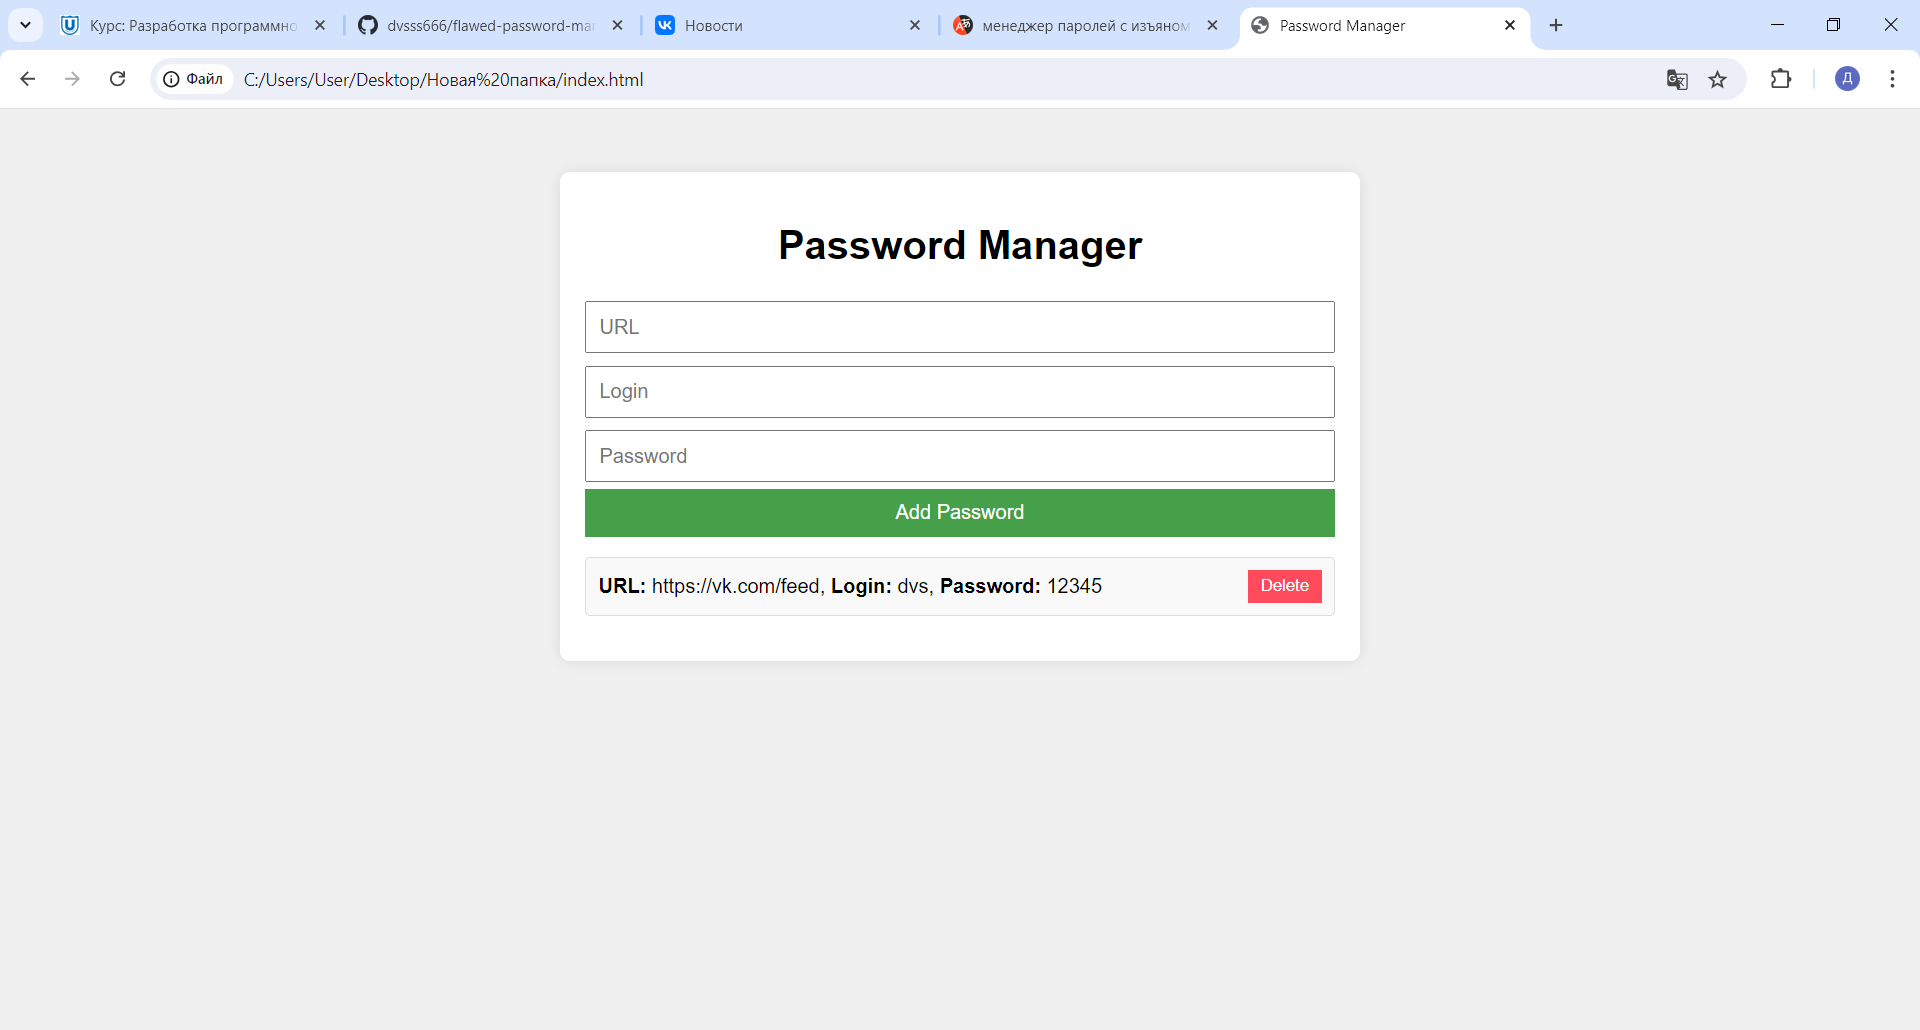 Курс: Разработка программно
dvsss666/flawed-password-mar
Новости
менеджер паролей с изъяном
Password Manager
Файл
C:/Users/User/Desktop/Новая%20папка/index.html
Д
Password Manager
URL
Login
Password
Add Password
URL: https://vk.com/feed, Login: dvs, Password: 12345
Delete